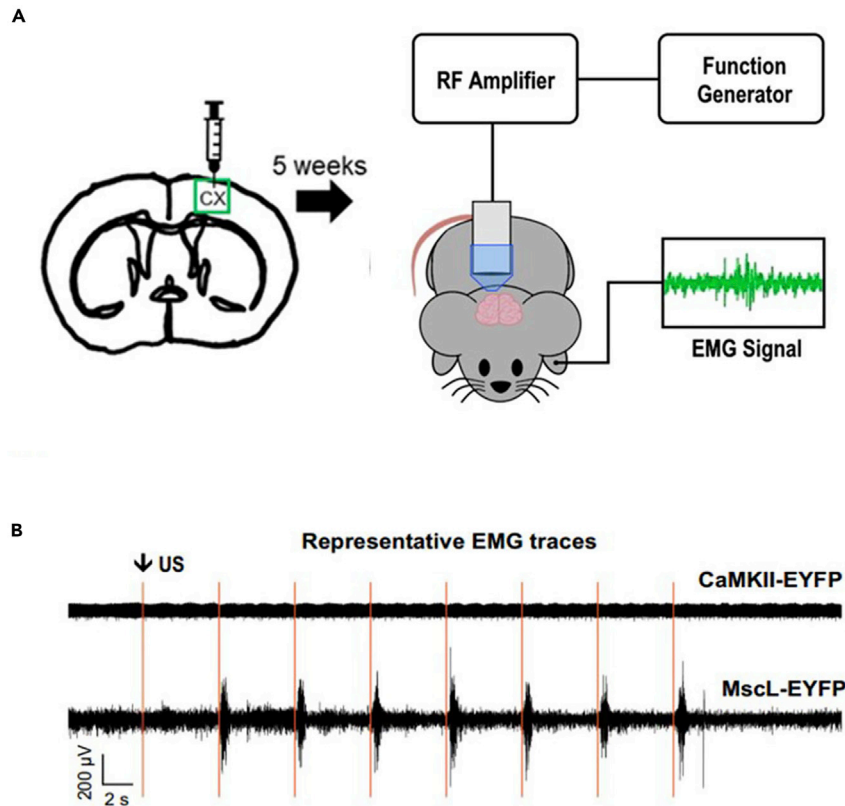 A
RF Amplifier
Function
Generator
5 weeks
CX
EMG Signal
B
Representative EMG traces
US
CaMKII-EYFP
MscL-EYFP
200 µV
2 s